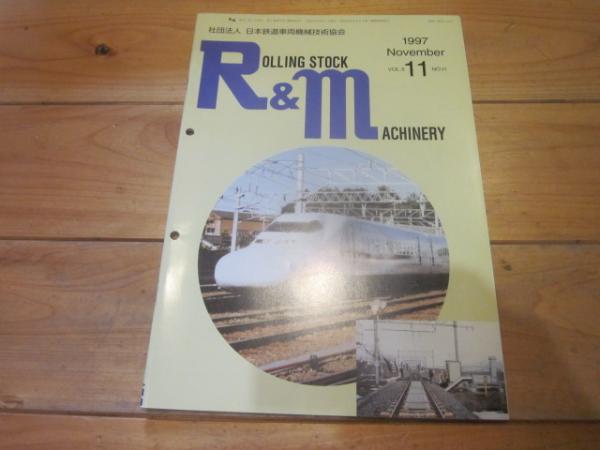 社団法人 日本鉄道車両機械技術協会
1997
November
VOL.5 11 NO.11
ROLLING STOCK
&
MACHINERY